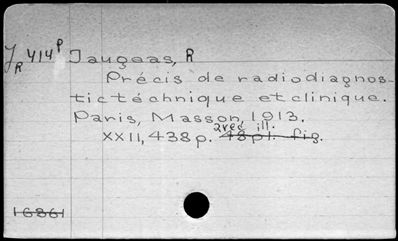 J R 414 P Jaugeas, R
Précis de radiodiagnos-
tic téchnique et clinique.
Paris, Masson, 1913.
avec ill.
XXII, 438 p. 48 pl. fig.
16861